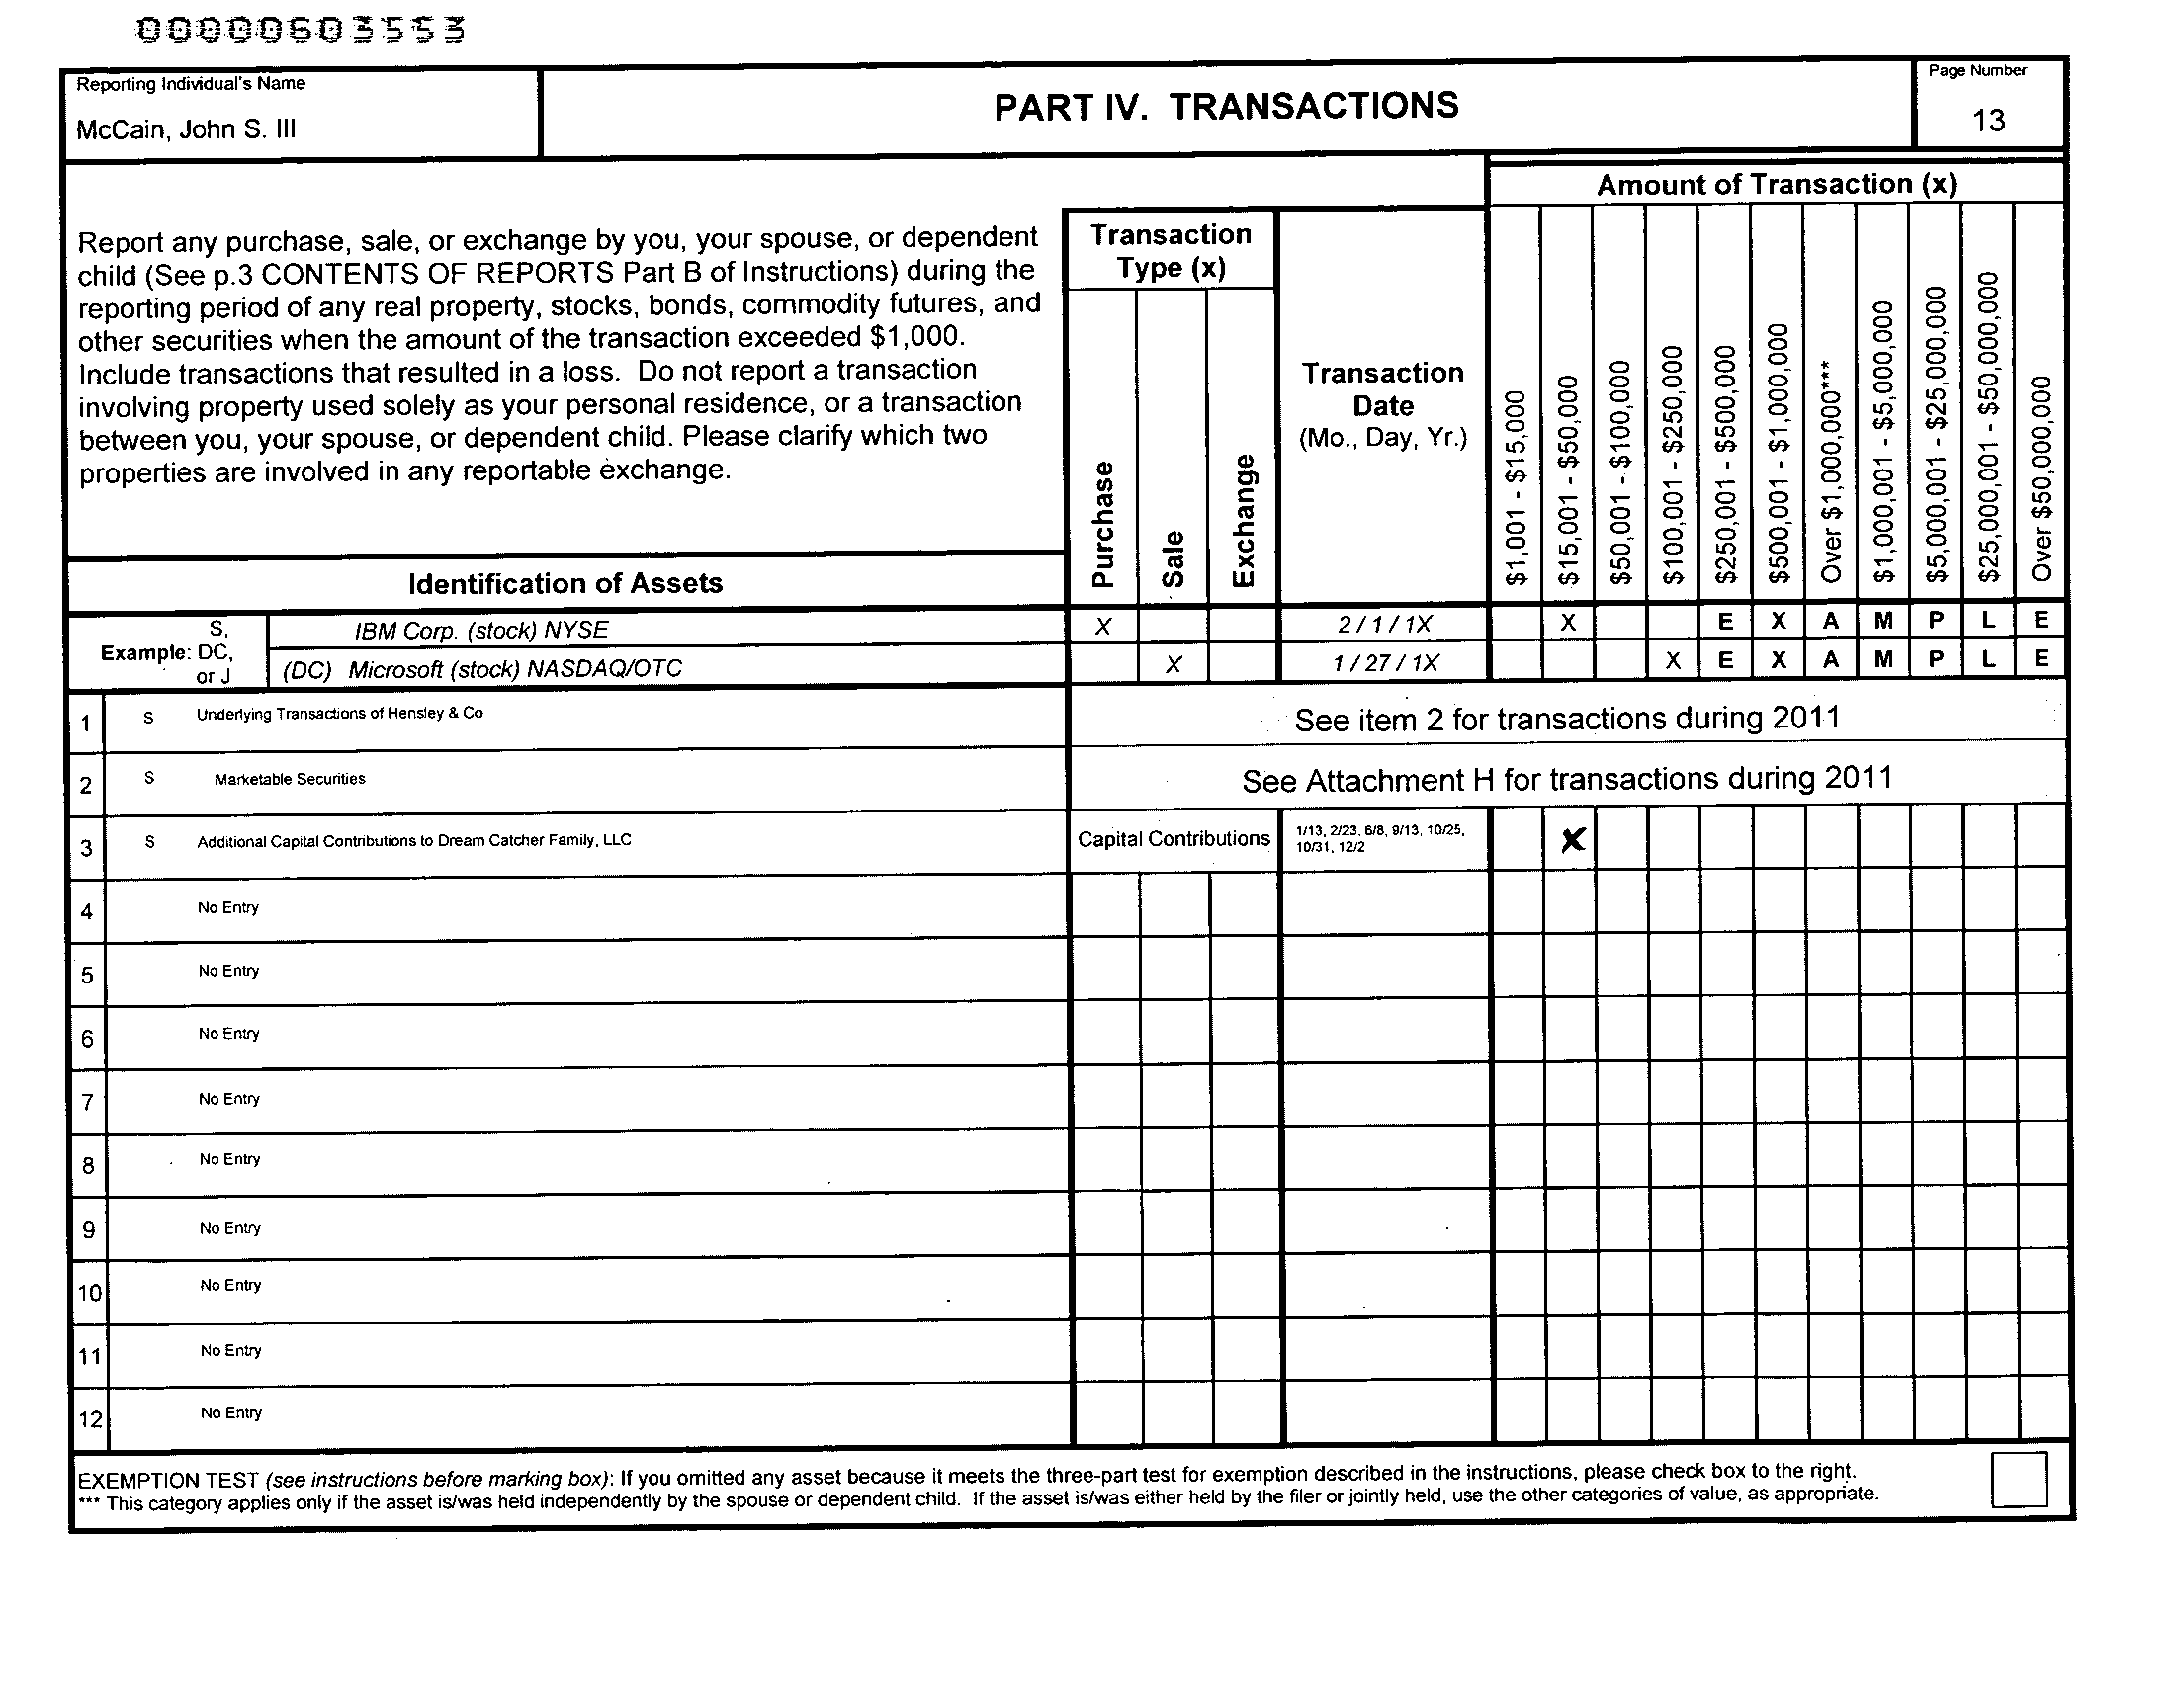 00000603553
Reporting Individual's Name
McCain, John S. III
PART IV. TRANSACTIONS
Page Number
13
Report any purchase, sale, or exchange by you, your spouse, or dependent
child (See p.3 CONTENTS OF REPORTS Part B of Instructions) during the
reporting period of any real property, stocks, bonds, commodity futures, and
other securities when the amount of the transaction exceeded $1,000.
Include transactions that resulted in a loss. Do not report a transaction
involving property used solely as your personal residence, or a transaction
between you, your spouse, or dependent child. Please clarify which two
properties are involved in any reportable exchange.
Identification of Assets
Transaction
Type (x)
Purchase
Sale
Exchange
Transaction
Date
(Mo., Day, Yr.)
Amount of Transaction (x)
$1,001 - $15,000
$15,001 - $50,000
$50,001 - $100,000
$100,001 - $250,000
$250,001 - $500,000
$500,001 - $1,000,000
Over $1,000,000***
$1,000,001 - $5,000,000
$5,000,001 - $25,000,000
$25,000,001 - $50,000,000
Over $50,000,000
Example: S, DC, or J
IBM Corp. (stock) NYSE X 2 / 1 / 1X X E X A M P L E
(DC) Microsoft (stock) NASDAQ/OTC X 1 / 27 / 1X X E X A M P L E
1 S Underlying Transactions of Hensley & Co See item 2 for transactions during 2011
2 S Marketable Securities See Attachment H for transactions during 2011
3 S Additional Capital Contributions to Dream Catcher Family, LLC Capital Contributions 1/13, 2/23, 6/8, 9/13, 10/25, X
10/31, 12/2
4 No Entry
5 No Entry
6 No Entry
7 No Entry
8 No Entry
9 No Entry
10 No Entry
11 No Entry
12 No Entry
EXEMPTION TEST (see instructions before marking box): If you omitted any asset because it meets the three-part test for exemption described in the instructions, please check box to the right.
*** This category applies only if the asset is/was held independently by the spouse or dependent child. If the asset is/was either held by the filer or jointly held, use the other categories of value, as appropriate.